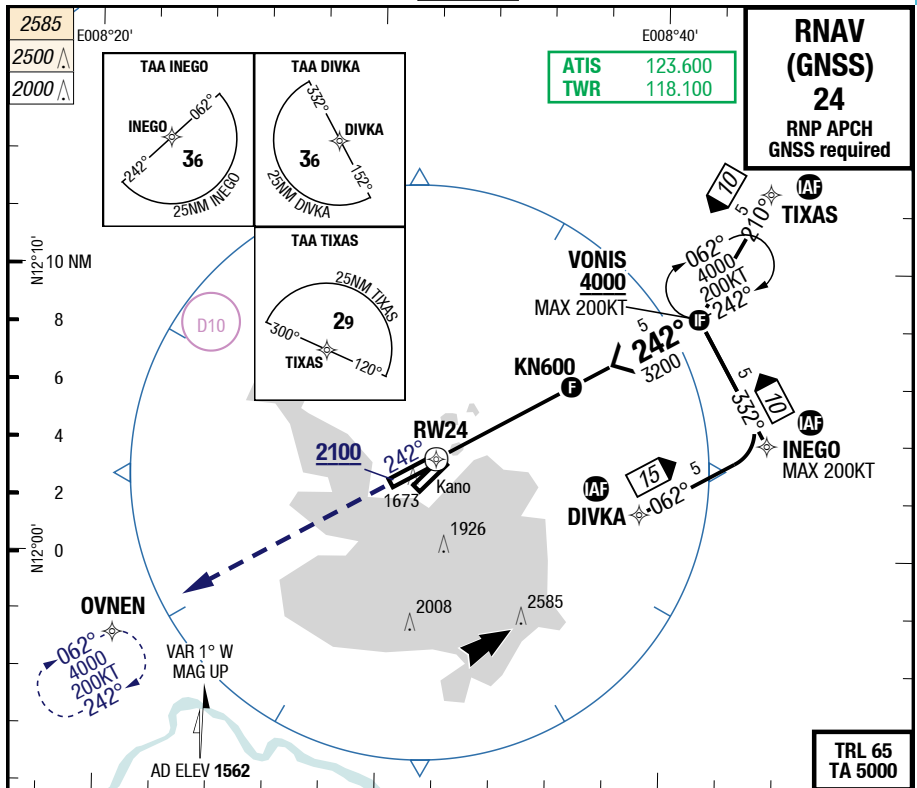 2585
2500
2000
E008°20'
E008°40'
ATIS 123.600
TWR 118.100
RNAV
(GNSS)
24
RNP APCH
GNSS required
TAA INEGO
INEGO
062°
242°
36
25NM INEGO
TAA DIVKA
332°
DIVKA
36
152°
25NM DIVKA
TAA TIXAS
25NM TIXAS
29
300°
TIXAS
120°
10
IAF
TIXAS
5
210°
N12°10'
10 NM
8
6
4
2
0
N12°00'
D10
VONIS
4000
MAX 200KT
062°
4000
200KT
242°
IF
5
242°
3200
KN600
F
5
332°
10
IAF
INEGO
MAX 200KT
RW24
2100
242°
Kano
1673
15
5
062°
IAF
DIVKA
1926
2008
2585
OVNEN
062°
4000
200KT
242°
VAR 1° W
MAG UP
AD ELEV 1562
TRL 65
TA 5000